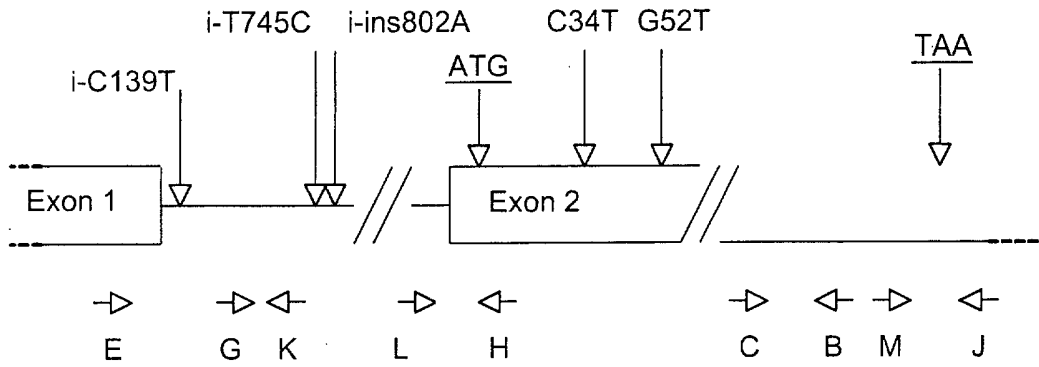 i-T745C i-ins802A C34T G52T
TAA
ATG
i-C139T
Exon 1 Exon 2
E G K L H C B M J